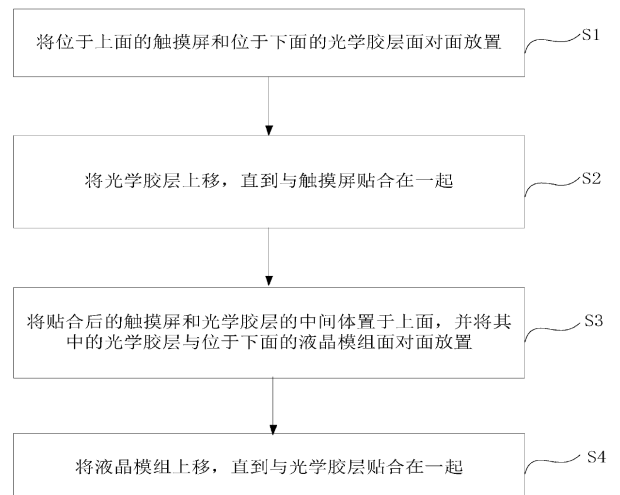 将位于上面的触摸屏和位于下面的光学胶层面对面放置
S1
将光学胶层上移，直到与触摸屏贴合在一起
S2
将贴合后的触摸屏和光学胶层的中间体置于上面，并将其
中的光学胶层与位于下面的液晶模组面对面放置
S3
将液晶模组上移，直到与光学胶层贴合在一起
S4